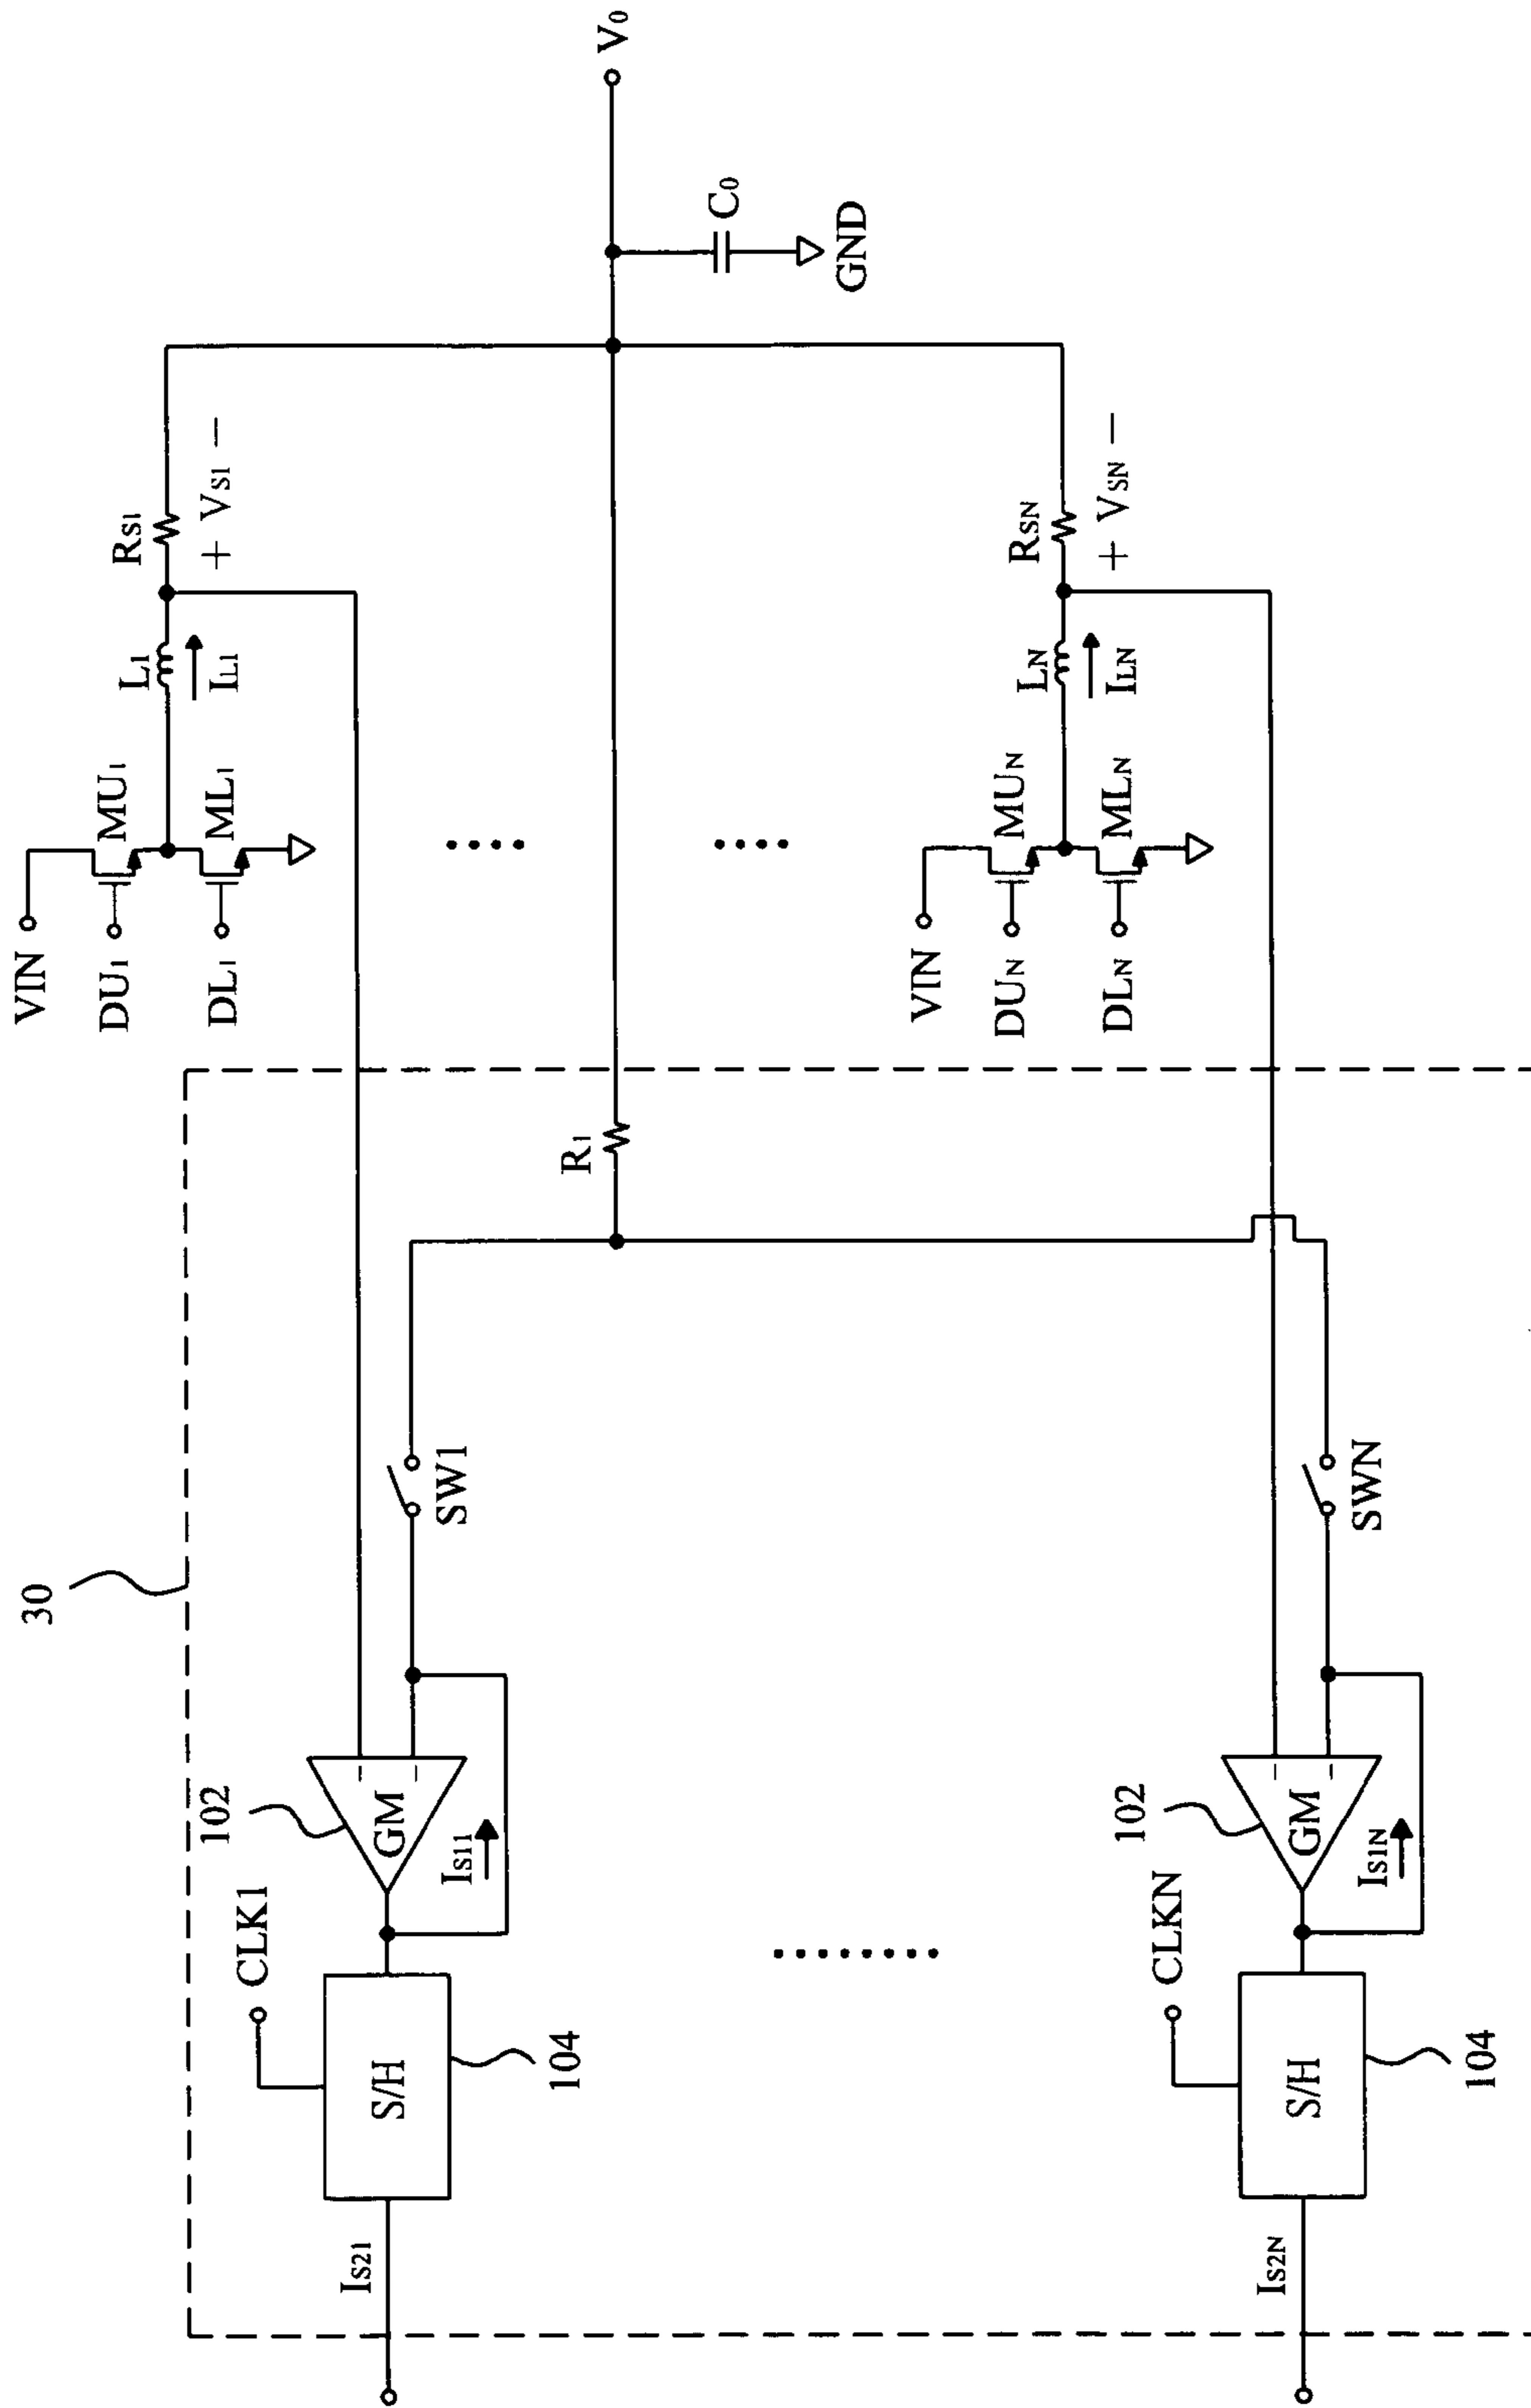 30
VIN
DU1
MU1
DL1
ML1
L1
IL1
RS1
+ VS1 −
V0
C0
GND
R1
SW1
102
GM
IS11
CLK1
S/H
104
IS21
VIN
DUN
MUN
DLN
MLN
LN
ILN
RSN
+ VSN −
SWN
102
GM
IS1N
CLKN
S/H
104
IS2N